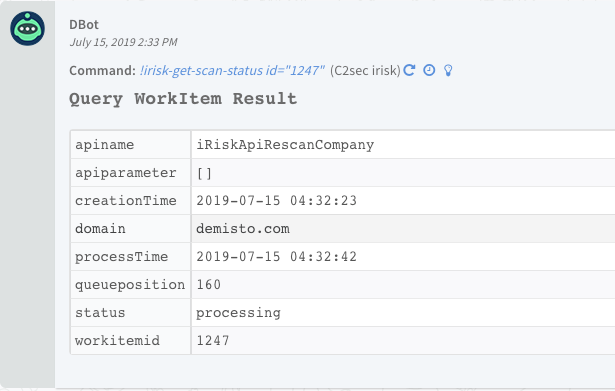 DBot
July 15, 2019 2:33 PM
Command: !irisk-get-scan-status id="1247" (C2sec irisk)
Query WorkItem Result
apiname iRiskApiRescanCompany
apiparameter []
creationTime 2019-07-15 04:32:23
domain demisto.com
processTime 2019-07-15 04:32:42
queueposition 160
status processing
workitemid 1247